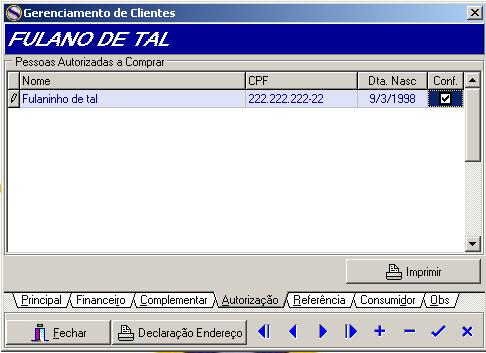 Gerenciamento de Clientes
FULANO DE TAL
Pessoas Autorizadas a Comprar
Nome CPF Dta. Nasc Conf.
Fulaninho de tal 222.222.222-22 9/3/1998
Imprimir
Principal Financeiro Complementar Autorização Referência Consumidor Obs
Fechar Declaração Endereço